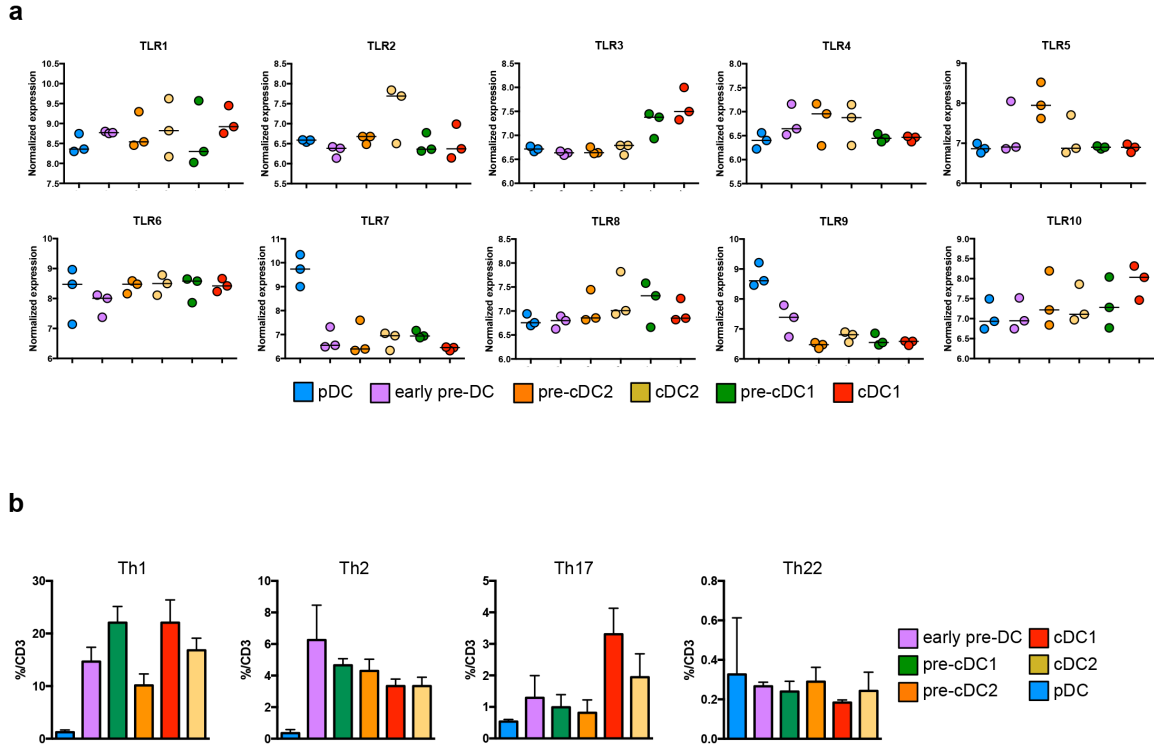 a
TLR1
TLR2
TLR3
TLR4
TLR5
Normalized expression
10.5
10.0
9.5
9.0
8.5
8.0
7.5
Normalized expression
8.5
8.0
7.5
7.0
6.5
6.0
5.5
Normalized expression
8.5
8.0
7.5
7.0
6.5
6.0
Normalized expression
8.0
7.5
7.0
6.5
6.0
5.5
Normalized expression
9
8
7
6
TLR6
TLR7
TLR8
TLR9
TLR10
Normalized expression
10
9
8
7
6
Normalized expression
11
10
9
8
7
6
Normalized expression
8.5
8.0
7.5
7.0
6.5
6.0
Normalized expression
10
9
8
7
6
Normalized expression
9.0
8.5
8.0
7.5
7.0
6.5
6.0
pDC early pre-DC pre-cDC2 cDC2 pre-cDC1 cDC1
b
Th1
%/CD3
30
20
10
0
Th2
%/CD3
10
8
6
4
2
0
Th17
%/CD3
5
4
3
2
1
0
Th22
%/CD3
0.8
0.6
0.4
0.2
0.0
early pre-DC cDC1
pre-cDC1 cDC2
pre-cDC2 pDC